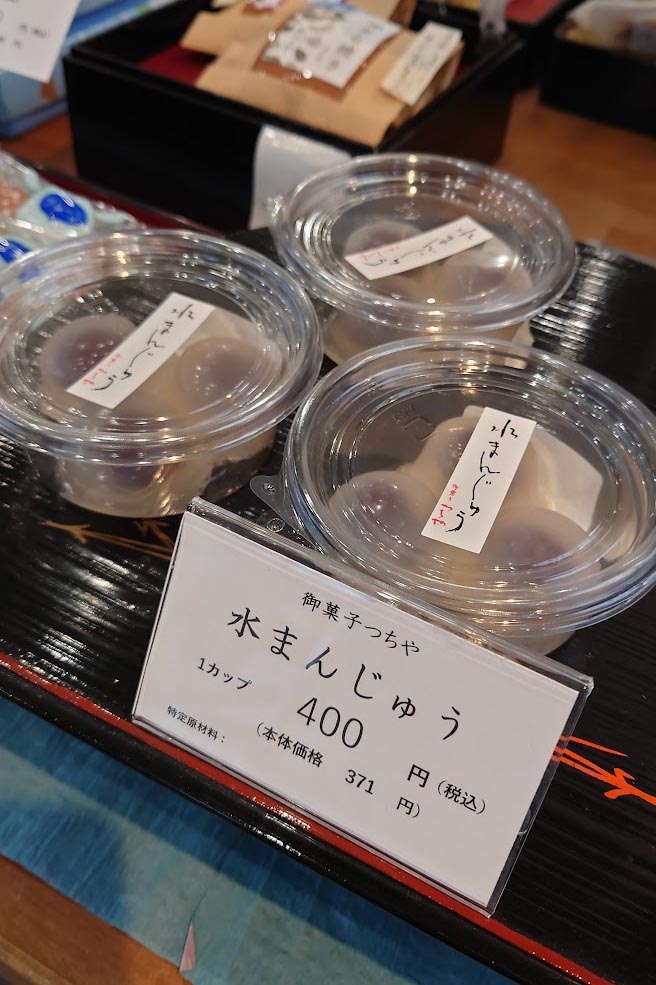 水まんじゅう
水まんじゅう
水まんじゅう
御菓子つちや
水まんじゅう
1カップ 400 円(税込)
(本体価格 371 円)
特定原材料: